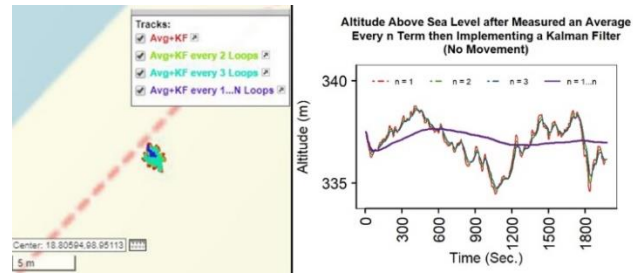 Tracks:
Avg+KF
Avg+KF every 2 Loops
Avg+KF every 3 Loops
Avg+KF every 1...N Loops
Center: 18.80594,98.95113
5 m
Altitude Above Sea Level after Measured an Average
Every n Term then Implementing a Kalman Filter
(No Movement)
340
335
Altitude (m)
n = 1
n = 2
n = 3
n = 1...n
0
300
600
900
1200
1500
1800
Time (Sec.)